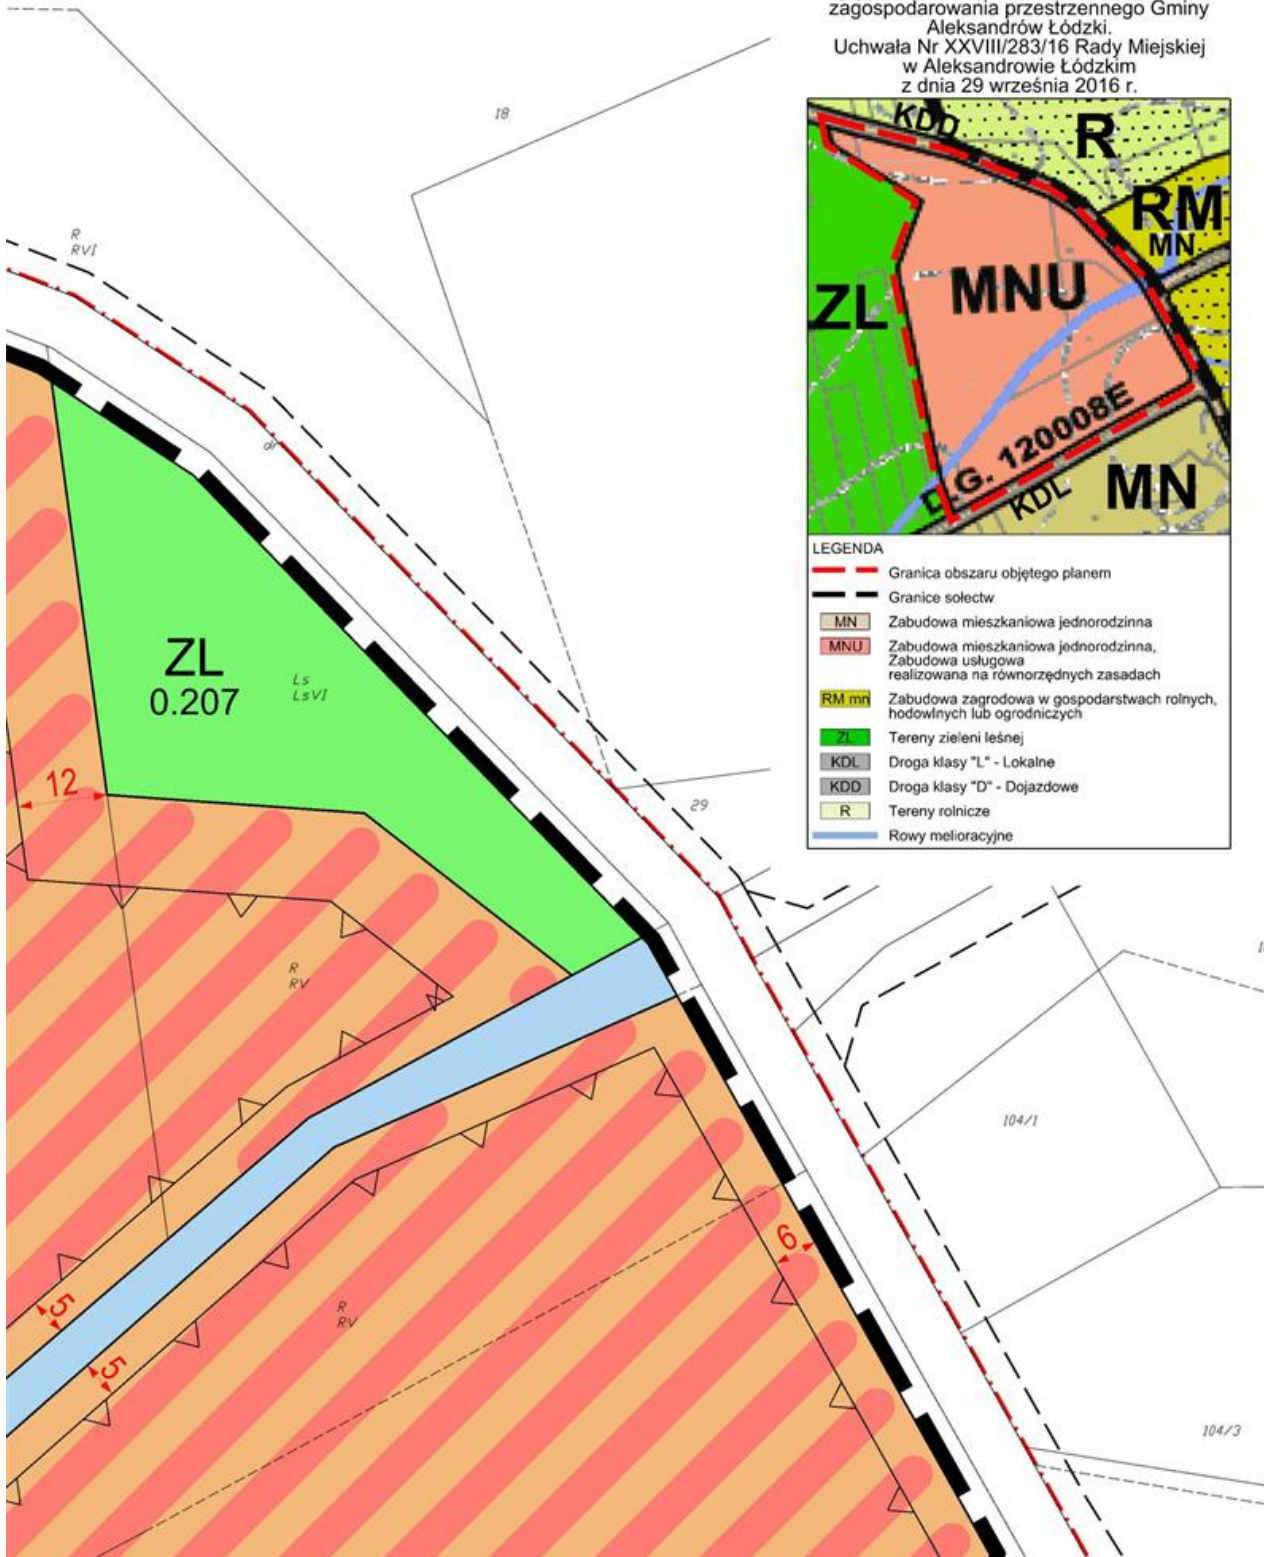 zagospodarowania przestrzennego Gminy
Aleksandrów Łódzki.
Uchwała Nr XXVIII/283/16 Rady Miejskiej
w Aleksandrowie Łódzkim
z dnia 29 września 2016 r.
KDD
R
RM
MN
ZL
MNU
D.G. 120008E
KDL
MN
LEGENDA
Granica obszaru objętego planem
Granice sołectw
MN Zabudowa mieszkaniowa jednorodzinna
MNU Zabudowa mieszkaniowa jednorodzinna,
Zabudowa usługowa
realizowana na równorzędnych zasadach
RM mn Zabudowa zagrodowa w gospodarstwach rolnych,
hodowlnych lub ogrodniczych
ZL Tereny zieleni leśnej
KDL Droga klasy "L" - Lokalne
KDD Droga klasy "D" - Dojazdowe
R Tereny rolnicze
Rowy melioracyjne
18
R
RVI
dr
ZL
0.207
Ls
LsVI
12
29
R
RV
104/1
6
5
R
RV
5
104/3